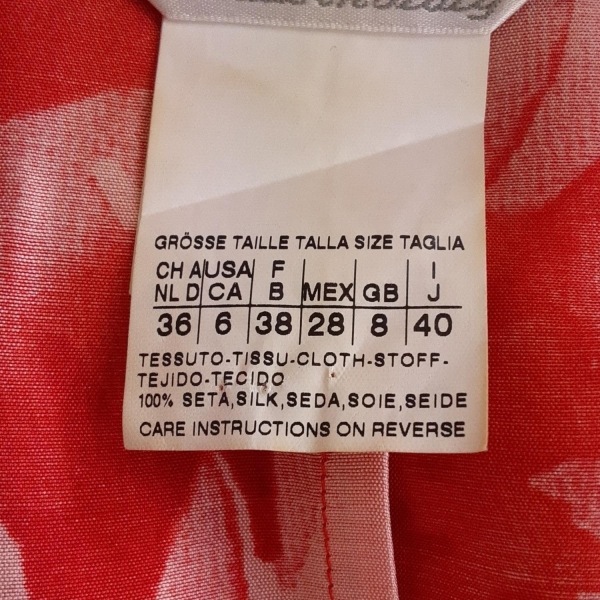 GRÖSSE TAILLE TALLA SIZE TAGLIA
CH A USA F I
NL D CA B MEX GB J
36 6 38 28 8 40
TESSUTO-TISSU-CLOTH-STOFF-
TEJIDO-TECIDO
100% SETA,SILK,SEDA,SOIE,SEIDE
CARE INSTRUCTIONS ON REVERSE